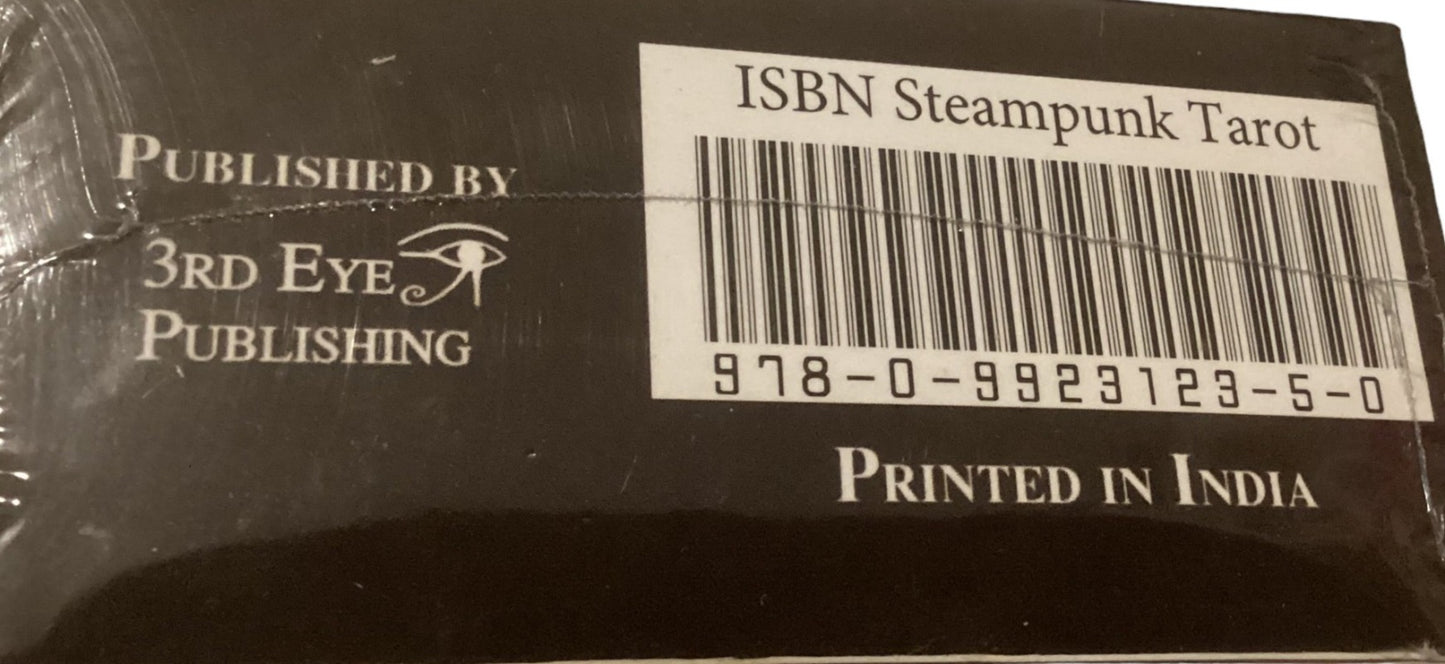 PUBLISHED BY
3RD EYE
PUBLISHING
ISBN Steampunk Tarot
978-0-9923123-5-0
PRINTED IN INDIA